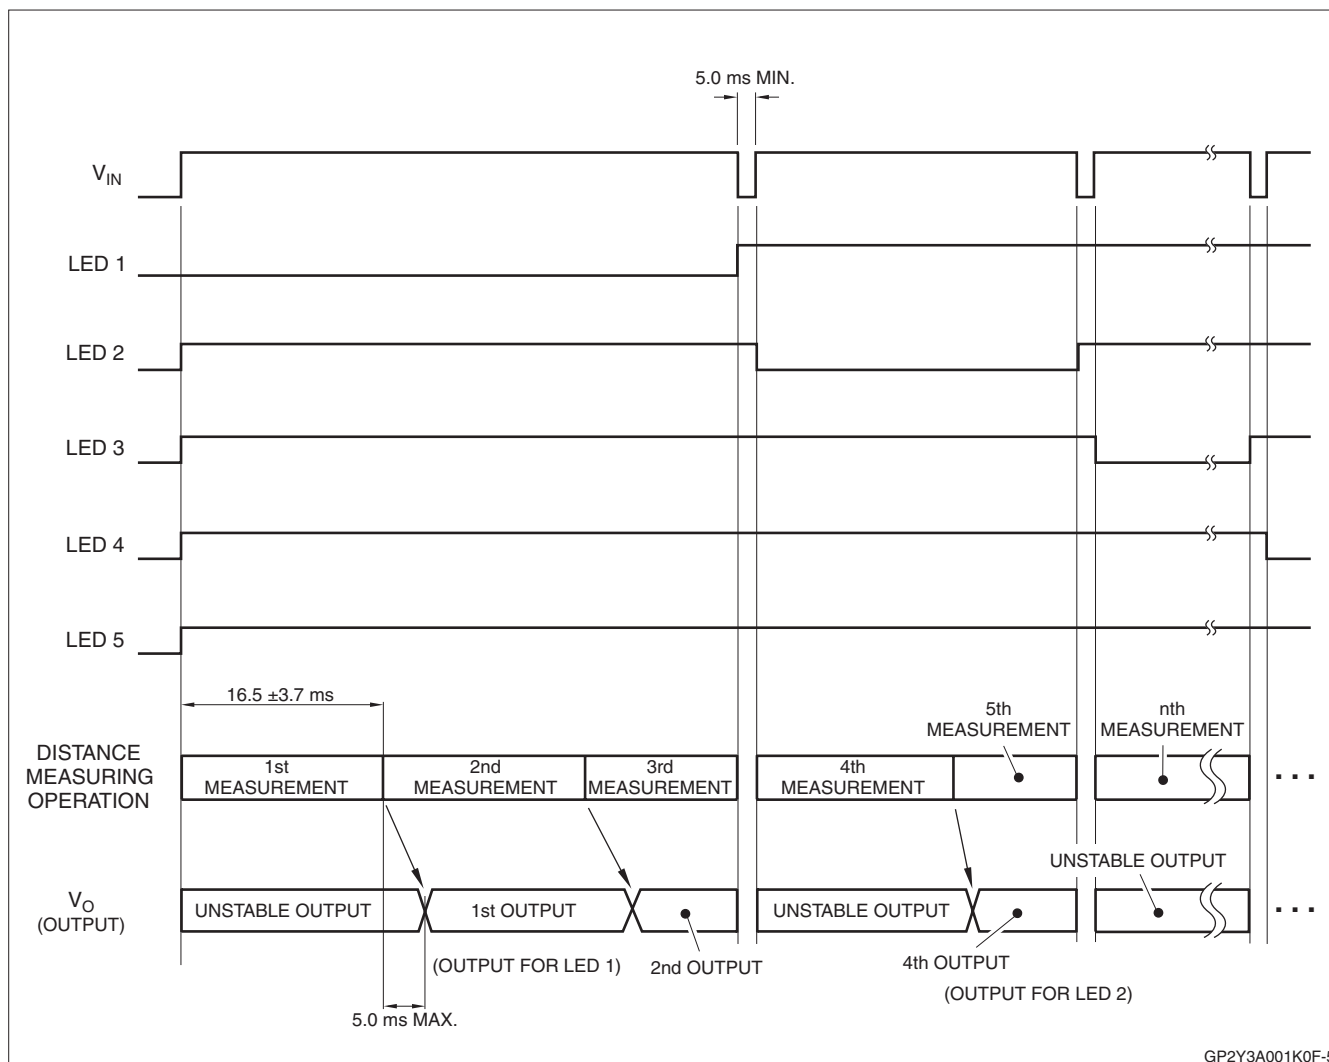 5.0 ms MIN.
VIN
LED 1
LED 2
LED 3
LED 4
LED 5
16.5 ±3.7 ms
5th
MEASUREMENT
nth
MEASUREMENT
DISTANCE
MEASURING
OPERATION
1st
MEASUREMENT
2nd
MEASUREMENT
3rd
MEASUREMENT
4th
MEASUREMENT
UNSTABLE OUTPUT
VO
(OUTPUT)
UNSTABLE OUTPUT
1st OUTPUT
UNSTABLE OUTPUT
(OUTPUT FOR LED 1)
2nd OUTPUT
4th OUTPUT
(OUTPUT FOR LED 2)
5.0 ms MAX.
GP2Y3A001K0F-5